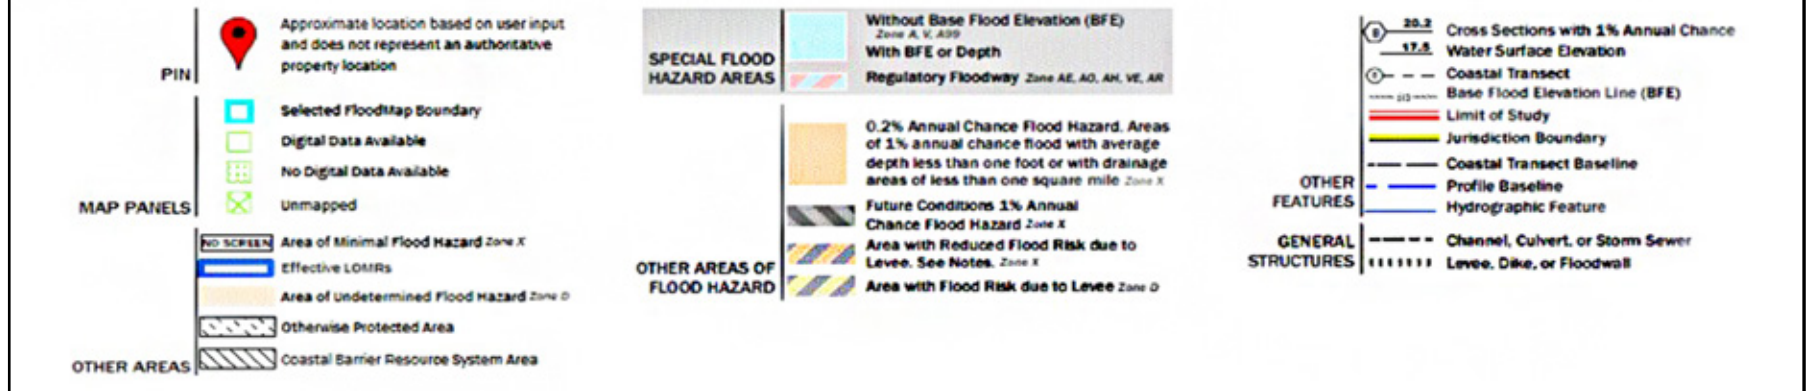 PIN
Approximate location based on user input
and does not represent an authoritative
property location
MAP PANELS
Selected FloodMap Boundary
Digital Data Available
No Digital Data Available
Unmapped
OTHER AREAS
NO SCREEN Area of Minimal Flood Hazard Zone X
Effective LOMRs
Area of Undetermined Flood Hazard Zone D
Otherwise Protected Area
Coastal Barrier Resource System Area
SPECIAL FLOOD
HAZARD AREAS
Without Base Flood Elevation (BFE)
Zone A, V, A99
With BFE or Depth
Regulatory Floodway Zone AE, AO, AH, VE, AR
OTHER AREAS OF
FLOOD HAZARD
0.2% Annual Chance Flood Hazard. Areas
of 1% annual chance flood with average
depth less than one foot or with drainage
areas of less than one square mile Zone X
Future Conditions 1% Annual
Chance Flood Hazard Zone X
Area with Reduced Flood Risk due to
Levee. See Notes. Zone X
Area with Flood Risk due to Levee Zone D
OTHER
FEATURES
20.2 Cross Sections with 1% Annual Chance
17.5 Water Surface Elevation
Coastal Transect
Base Flood Elevation Line (BFE)
Limit of Study
Jurisdiction Boundary
Coastal Transect Baseline
Profile Baseline
Hydrographic Feature
GENERAL
STRUCTURES
Channel, Culvert, or Storm Sewer
Levee, Dike, or Floodwall